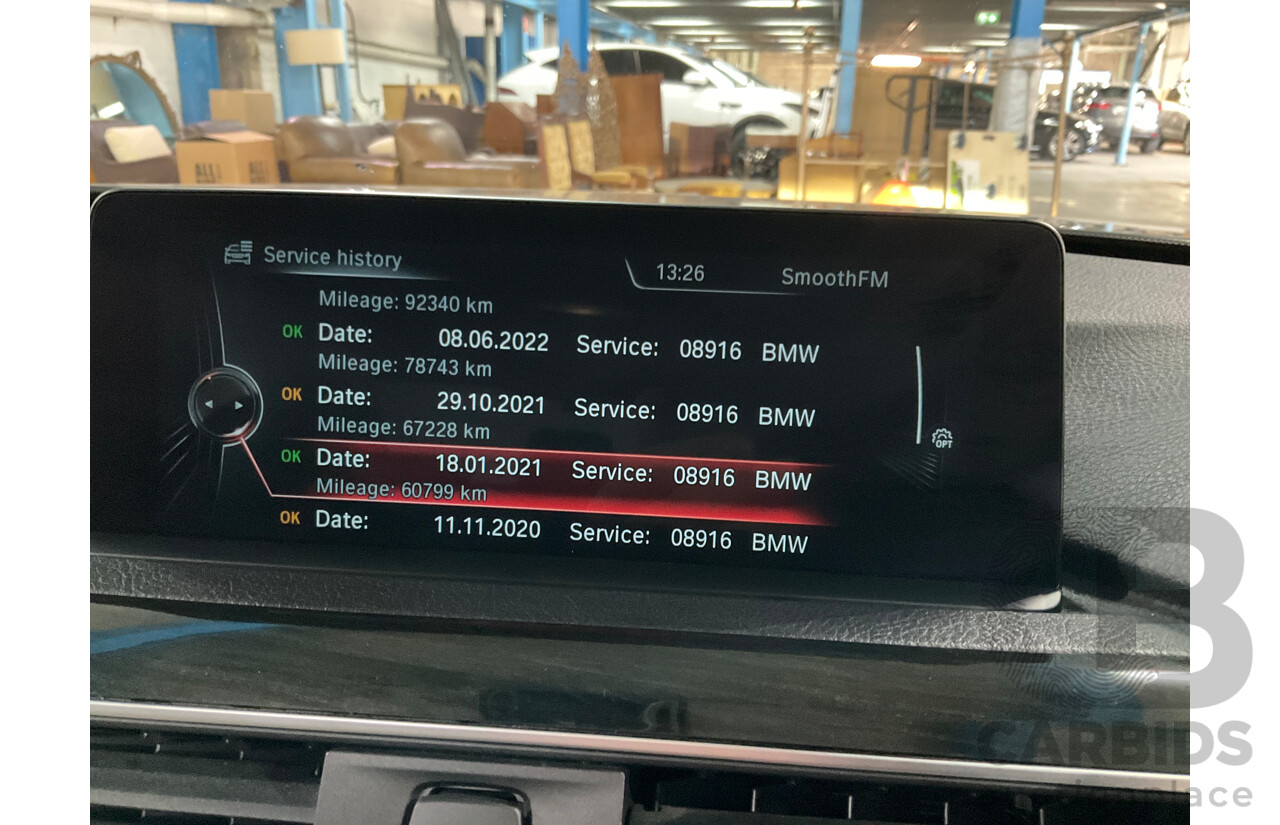 ALL!
Service history
13:26
SmoothFM
Mileage: 92340 km
OK Date: 08.06.2022 Service: 08916 BMW
Mileage: 78743 km
OK Date: 29.10.2021 Service: 08916 BMW
Mileage: 67228 km
OK Date: 18.01.2021 Service: 08916 BMW
Mileage: 60799 km
OK Date: 11.11.2020 Service: 08916 BMW
OPT
CARBIDS